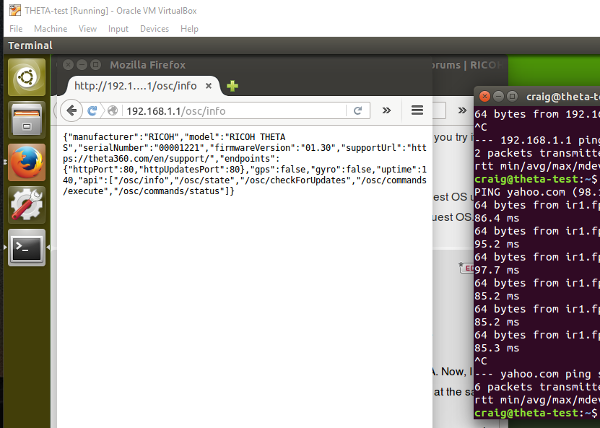 THETA-test [Running] - Oracle VM VirtualBox
File Machine View Input Devices Help
Terminal
Mozilla Firefox
orums | RICOH
http://192.1....1/osc/info
192.168.1.1/osc/info
{"manufacturer":"RICOH","model":"RICOH THETA
S","serialNumber":"00001221","firmwareVersion":"01.30","supportUrl":"htt
ps://theta360.com/en/support/","endpoints":
{"httpPort":80,"httpUpdatesPort":80},"gps":false,"gyro":false,"uptime":1
40,"api":["/osc/info","/osc/state","/osc/checkForUpdates","/osc/commands
/execute","/osc/commands/status"]}
you try i
est OS u
uest OS.
A. Now, I
at the sa
craig@theta-te
64 bytes from 192.16
^C
--- 192.168.1.1 ping
2 packets transmitte
rtt min/avg/max/mdev
craig@theta-test:~$
PING yahoo.com (98.1
64 bytes from ir1.fp
86.4 ms
64 bytes from ir1.fp
95.2 ms
64 bytes from ir1.fp
97.7 ms
64 bytes from ir1.fp
85.2 ms
64 bytes from ir1.fp
85.2 ms
64 bytes from ir1.fp
85.3 ms
^C
--- yahoo.com ping s
6 packets transmitte
rtt min/avg/max/mdev
craig@theta-test:~$